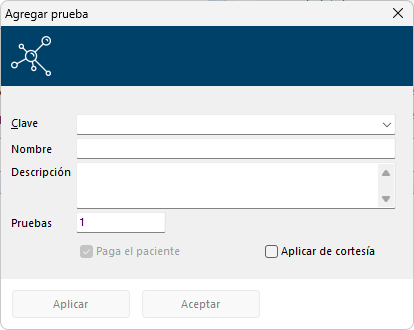 Agregar prueba
Clave
Nombre
Descripción
Pruebas 1
Paga el paciente Aplicar de cortesía
Aplicar Aceptar